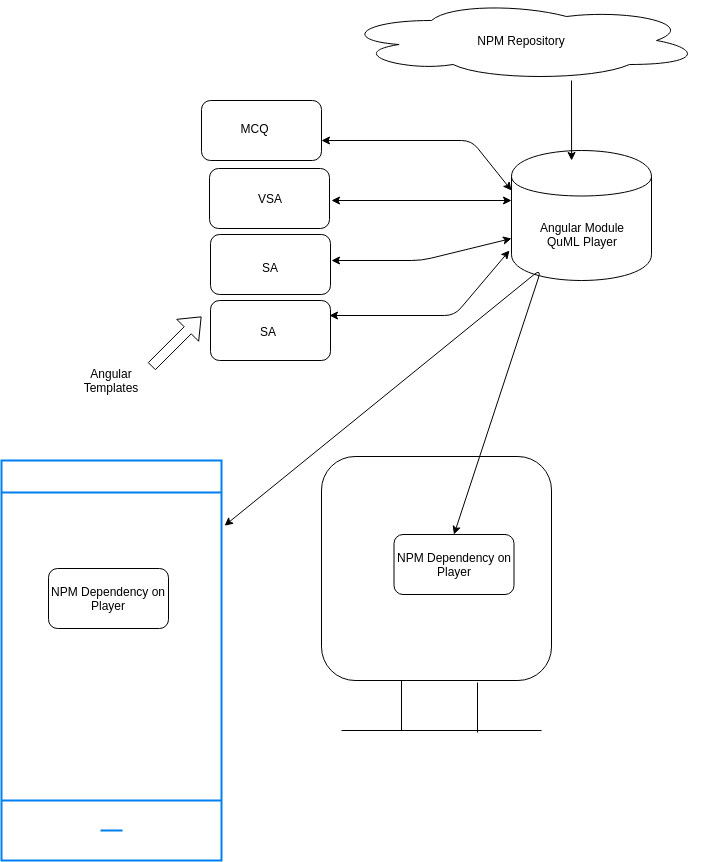 NPM Repository
MCQ
VSA
SA
SA
Angular Module
QuML Player
Angular
Templates
NPM Dependency on
Player
NPM Dependency on
Player